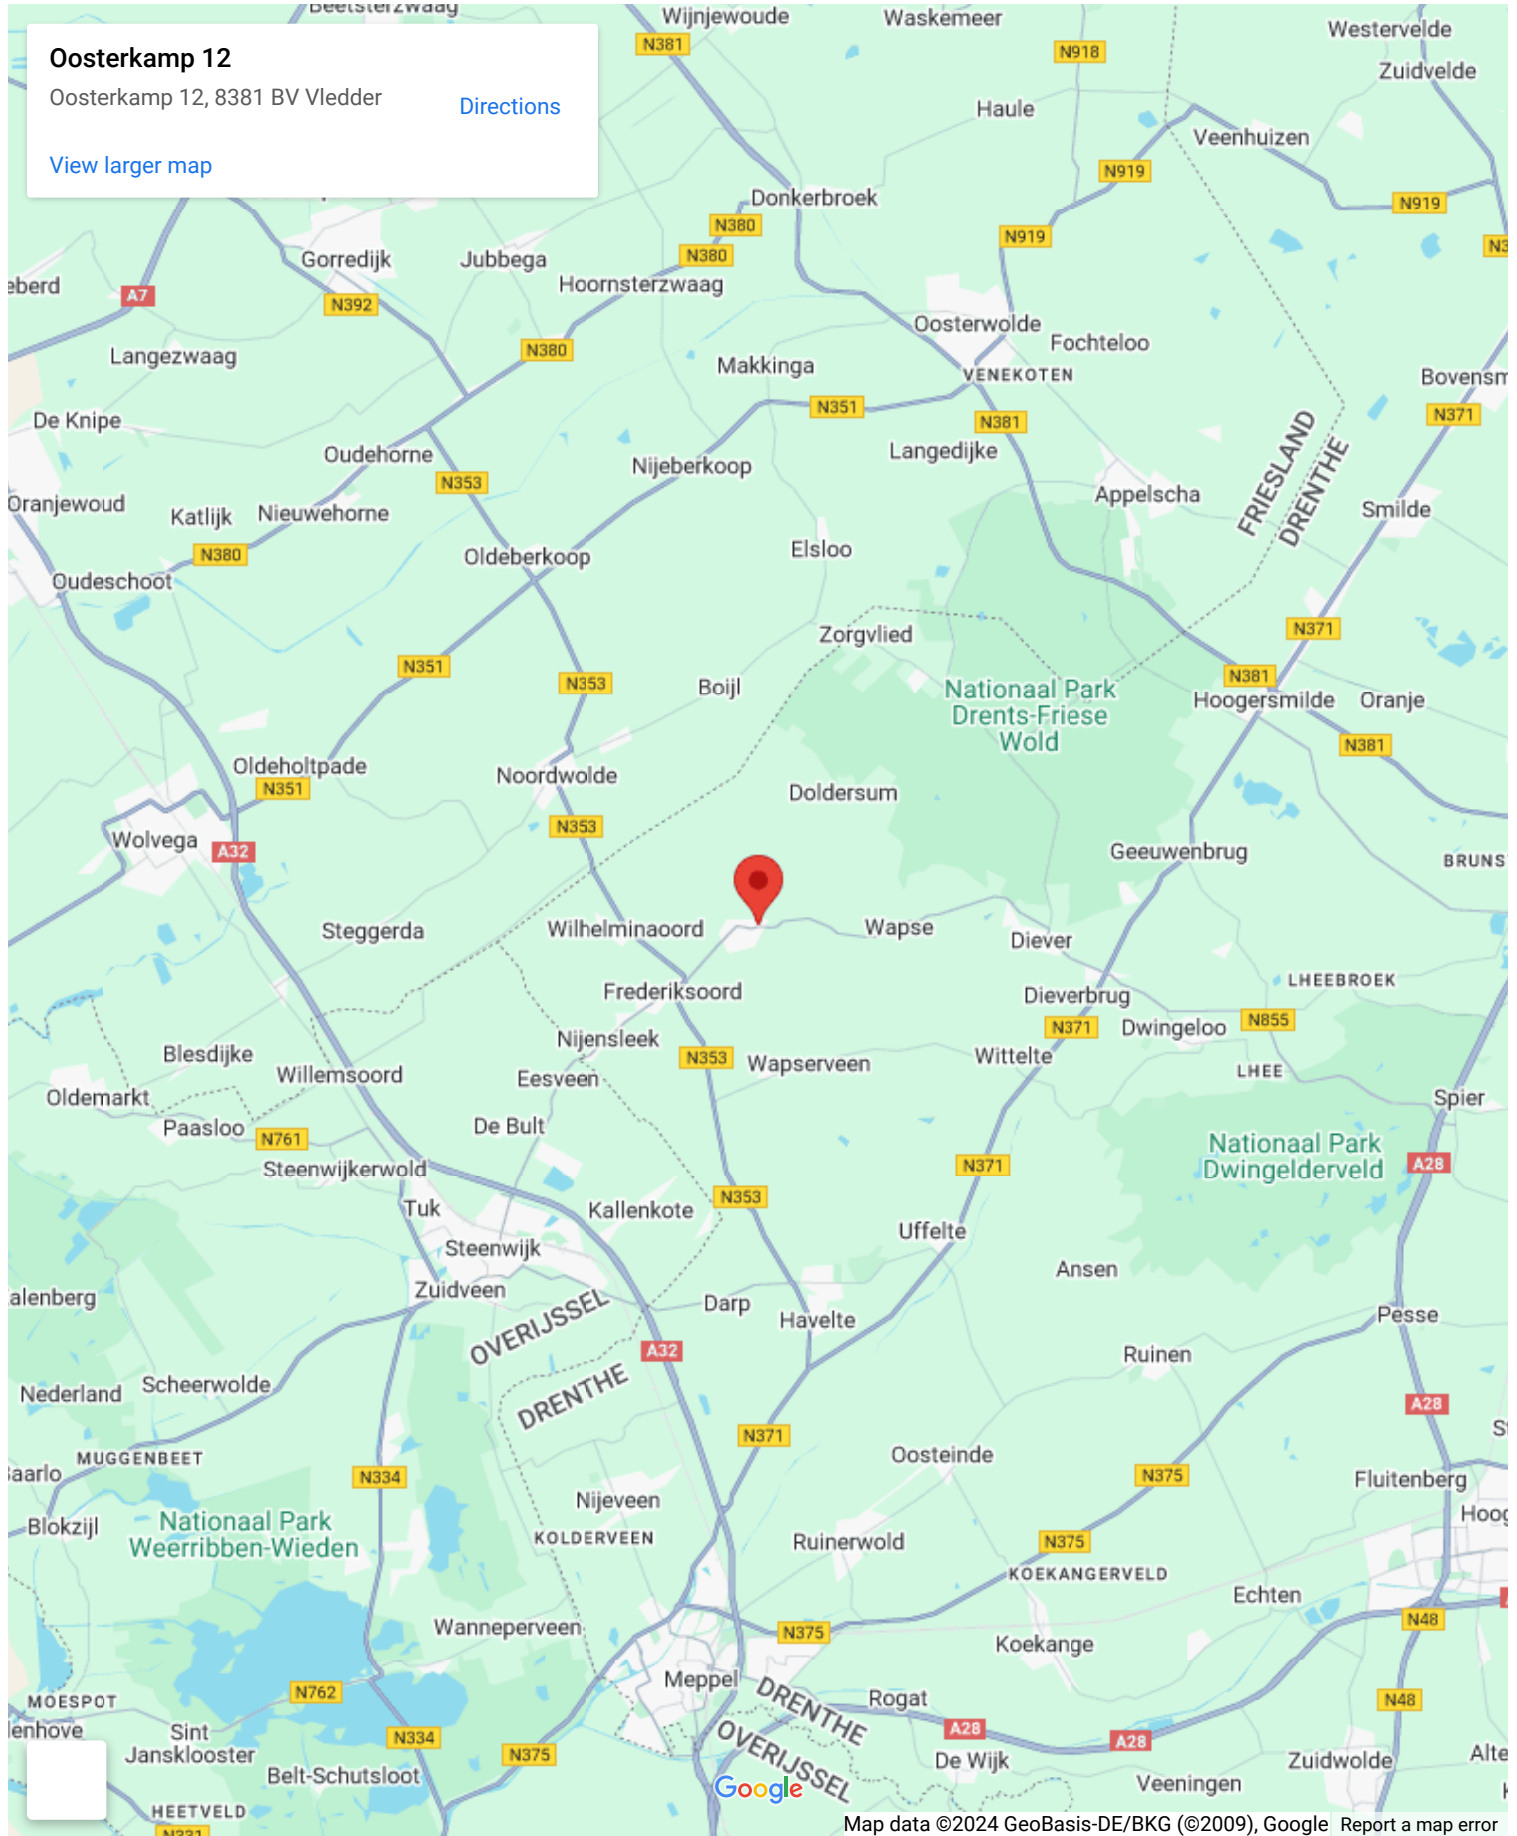 Beetsterzwaag
Wijnjewoude
Waskemeer
Westervelde
N381
N918
Zuidvelde
Oosterkamp 12
Oosterkamp 12, 8381 BV Vledder
Directions
View larger map
Haule
Veenhuizen
N919
Donkerbroek
N919
N380
N919
N380
N3
Gorredijk
Jubbega
Hoornsterzwaag
eberd
A7
N392
Oosterwolde
Fochteloo
N380
Langezwaag
Makkinga
VENEKOTEN
Bovensm
N351
N371
De Knipe
N381
Oudehorne
Langedijke
FRIESLAND
DRENTHE
Nijeberkoop
N353
Appelscha
Oranjewoud
Katlijk
Nieuwehorne
Smilde
N380
Oldeberkoop
Elsloo
Oudeschoot
Zorgvlied
N371
N351
N353
Boijl
N381
Nationaal Park
Drents-Friese
Wold
Hoogersmilde
Oranje
N381
Oldeholtpade
N351
Noordwolde
Doldersum
N353
Wolvega
A32
Geeuwenbrug
BRUNS
Steggerda
Wilhelminaoord
Wapse
Diever
LHEEBROEK
Frederiksoord
Dieverbrug
N371
Dwingeloo
N855
Nijensleek
N353
Wapserveen
Wittelte
Blesdijke
Willemsoord
Eesveen
LHEE
Oldemarkt
Spier
Paasloo
N761
De Bult
Nationaal Park
Dwingelderveld
A28
Steenwijkerwold
N371
N353
Tuk
Kallenkote
Steenwijk
Uffelte
Zuidveen
Ansen
alenberg
OVERIJSSEL
DRENTHE
Darp
Havelte
Pesse
A32
Ruinen
Nederland
Scheerwolde
A28
N371
MUGGENBEET
Oosteinde
aarlo
N334
N375
Fluitenberg
Nijeveen
Nationaal Park
Weerribben-Wieden
Blokzijl
KOLDERVEEN
Ruinerwold
N375
Hoog
KOEKANGERVELD
Echten
Wanneperveen
N375
N48
Koekange
Meppel
N762
MOESPOT
DRENTHE
OVERIJSSEL
Rogat
N48
lenhove
Sint
Jansklooster
N334
N375
A28
A28
De Wijk
Zuidwolde
Alte
Belt-Schutsloot
Veeningen
Google
HEETVELD
N331
Map data ©2024 GeoBasis-DE/BKG (©2009), Google
Report a map error